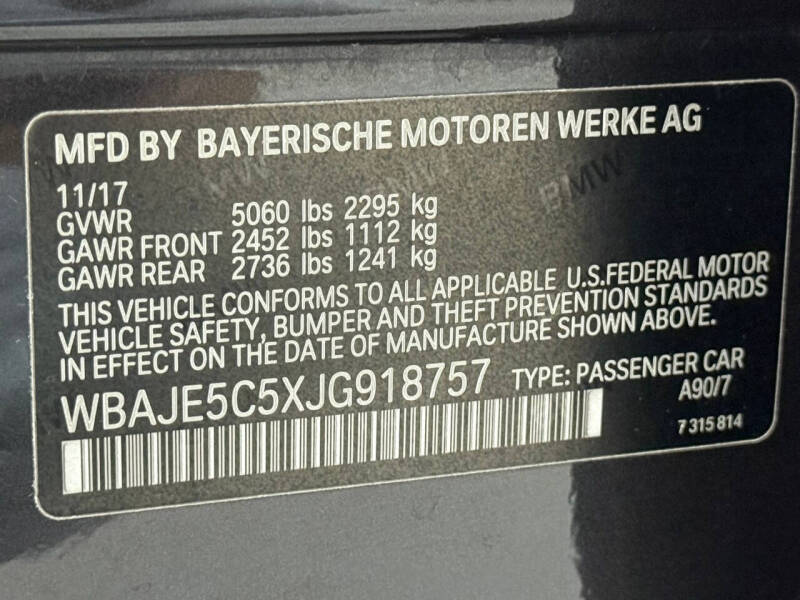 MFD BY BAYERISCHE MOTOREN WERKE AG
11/17
GVWR 5060 lbs 2295 kg
GAWR FRONT 2452 lbs 1112 kg
GAWR REAR 2736 lbs 1241 kg
THIS VEHICLE CONFORMS TO ALL APPLICABLE U.S.FEDERAL MOTOR
VEHICLE SAFETY, BUMPER AND THEFT PREVENTION STANDARDS
IN EFFECT ON THE DATE OF MANUFACTURE SHOWN ABOVE.
WBAJE5C5XJG918757 TYPE: PASSENGER CAR
A90/7
7 315 814
BMW